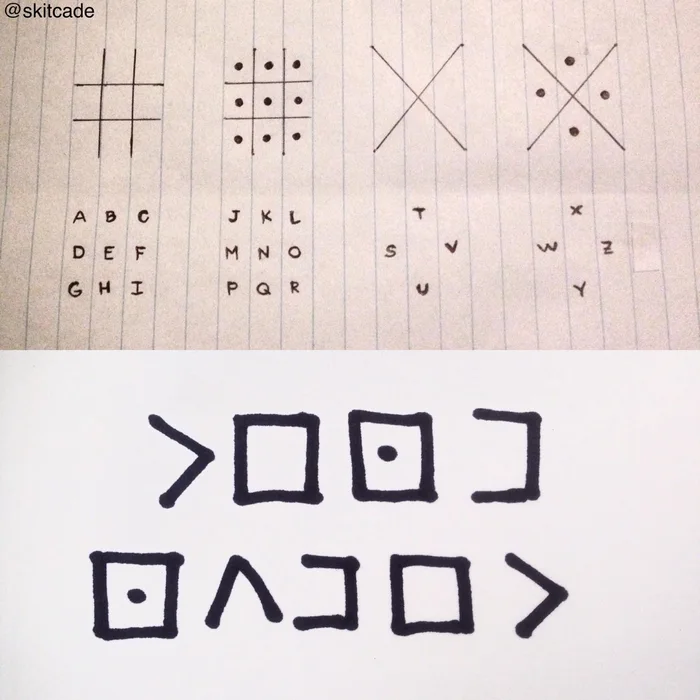 @skitcade
A B C J K L T X
D E F M N O S V W Z
G H I P Q R U Y
> □ ⊡ ⊐
⊡ ∧ ⊐ □ >